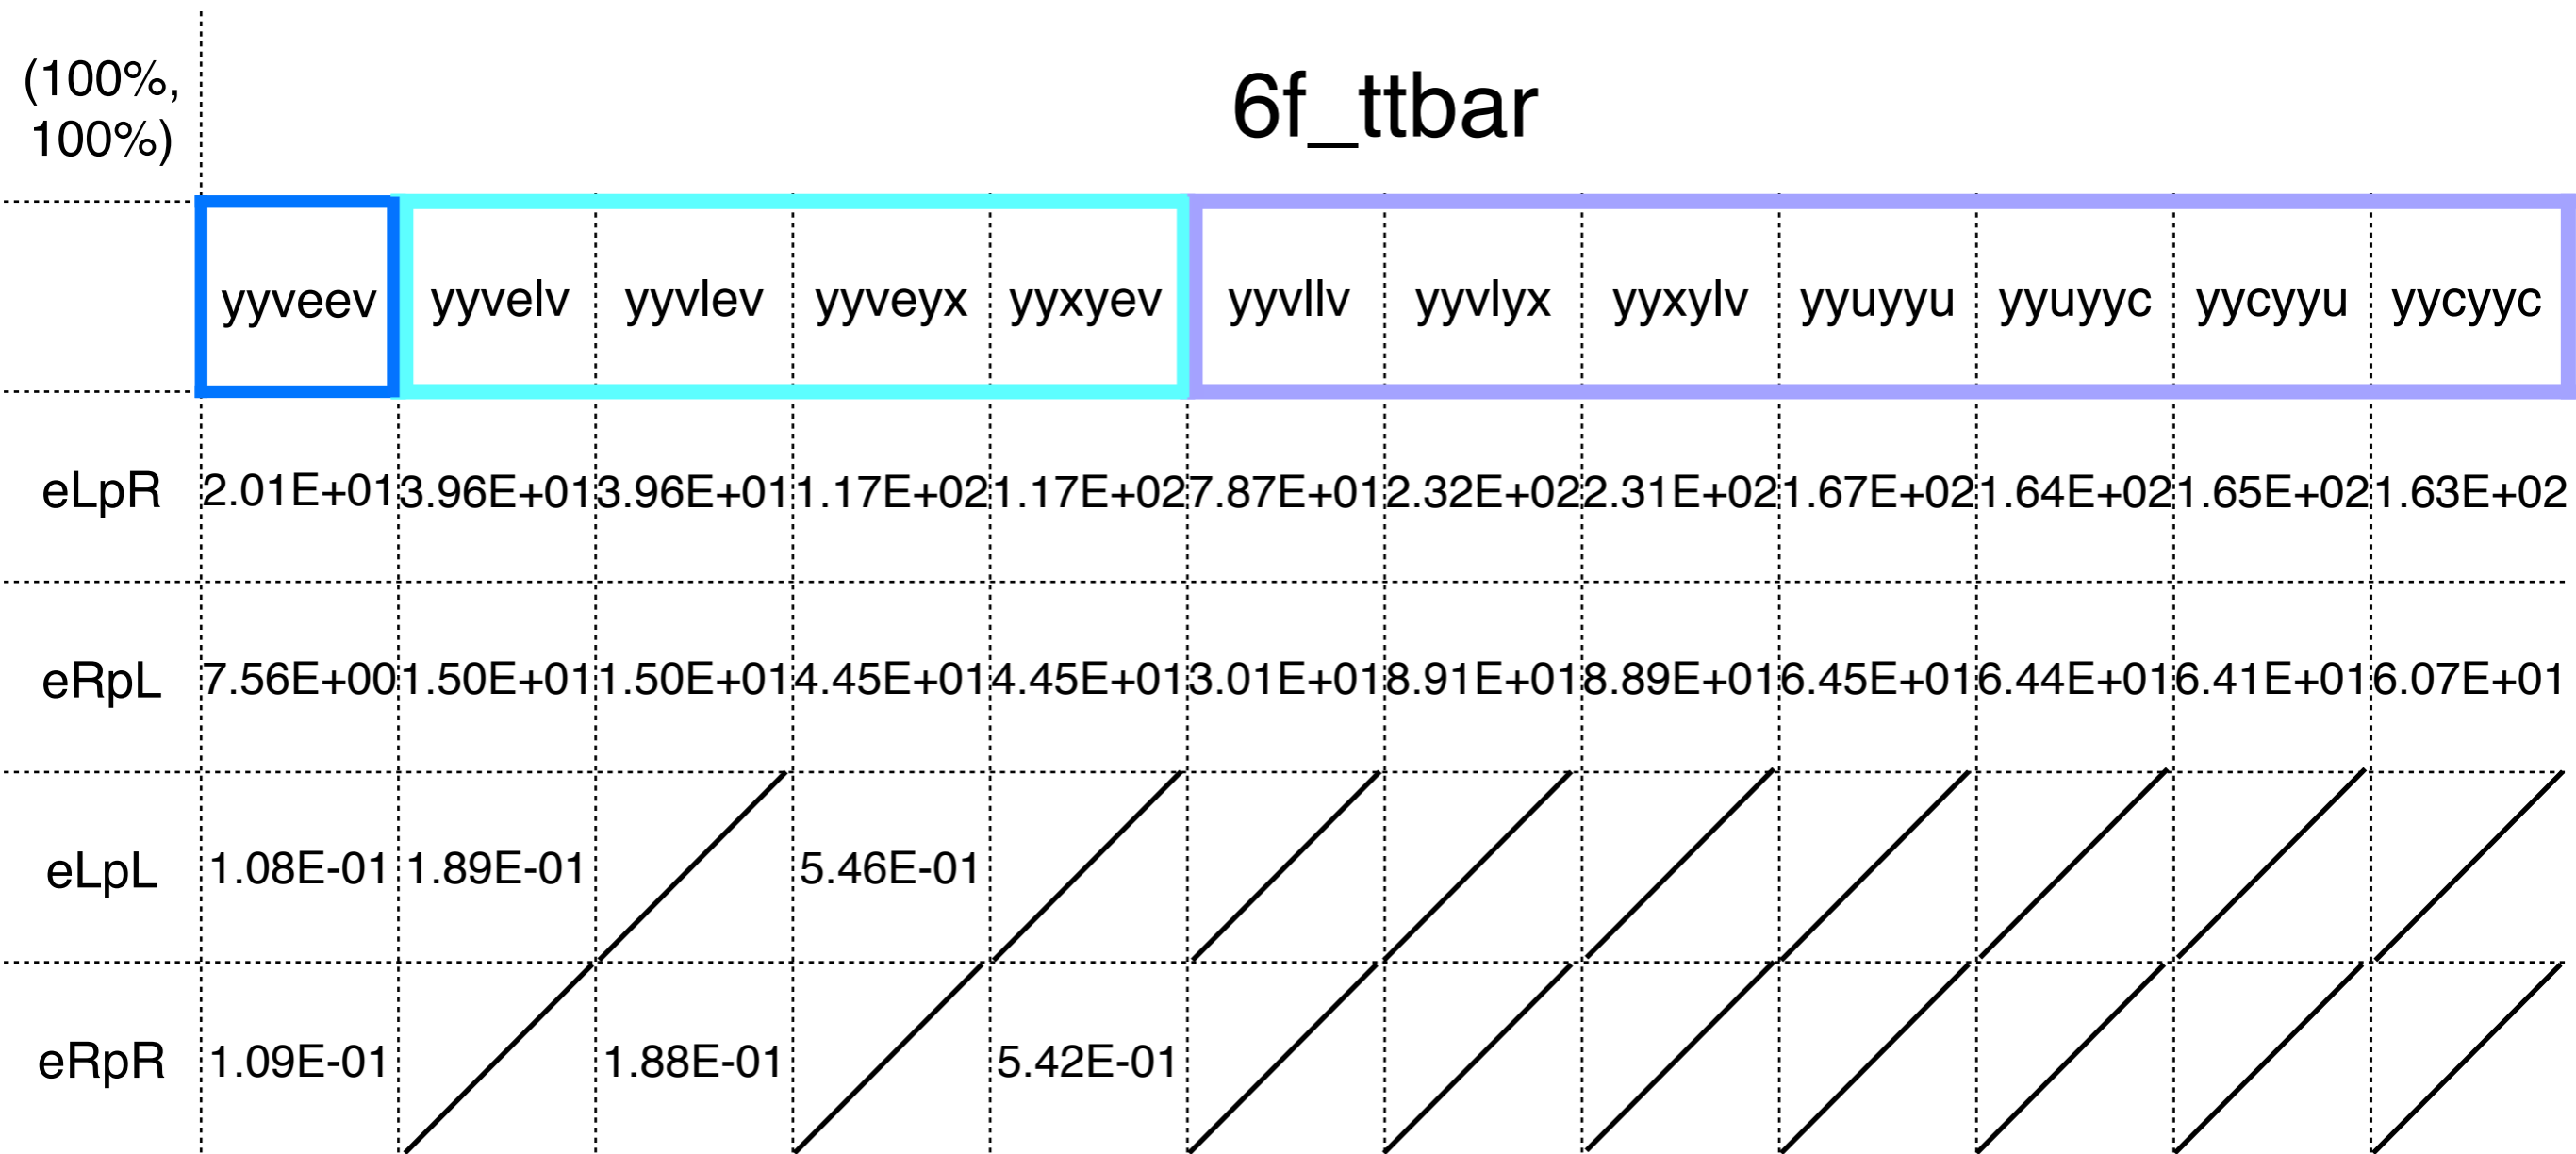 (100%,
100%)
6f_ttbar
yyveev yyvelv yyvlev yyveyx yyxyev yyvllv yyvlyx yyxylv yyuyyu yyuyyc yycyyu yycyyc
eLpR 2.01E+01 3.96E+01 3.96E+01 1.17E+02 1.17E+02 7.87E+01 2.32E+02 2.31E+02 1.67E+02 1.64E+02 1.65E+02 1.63E+02
eRpL 7.56E+00 1.50E+01 1.50E+01 4.45E+01 4.45E+01 3.01E+01 8.91E+01 8.89E+01 6.45E+01 6.44E+01 6.41E+01 6.07E+01
eLpL 1.08E-01 1.89E-01 5.46E-01
eRpR 1.09E-01 1.88E-01 5.42E-01